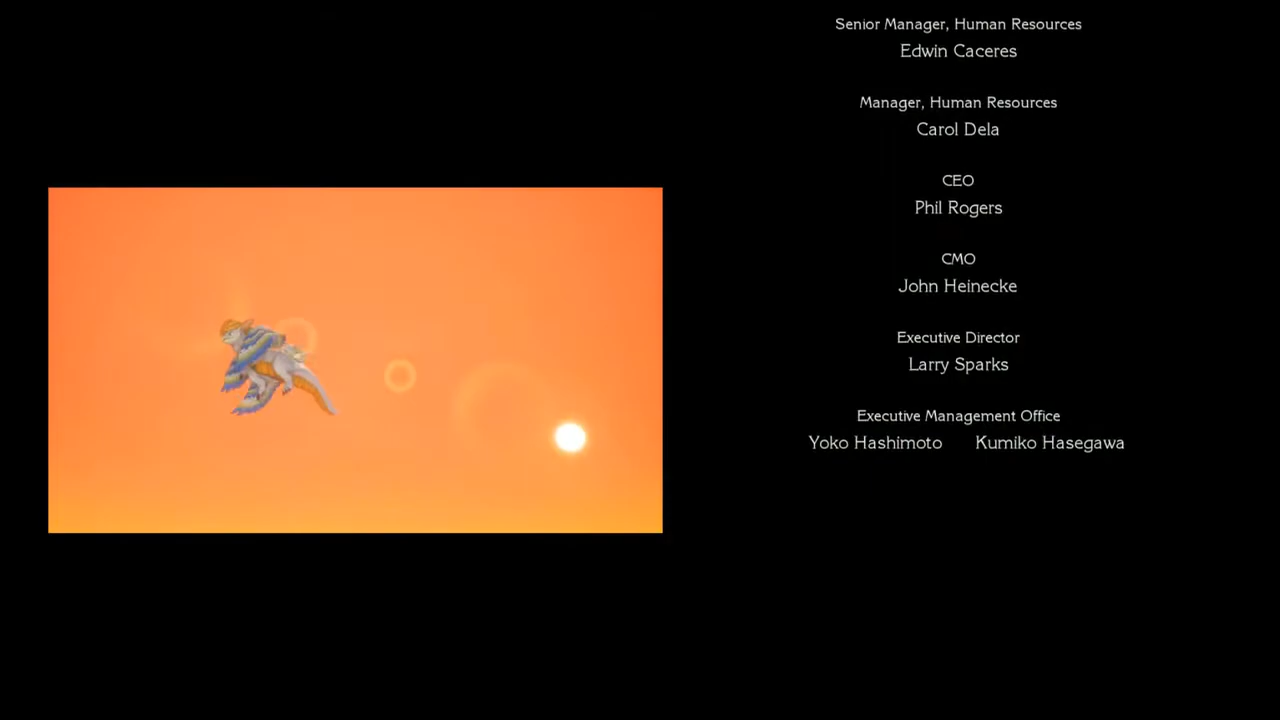 Senior Manager, Human Resources
Edwin Caceres
Manager, Human Resources
Carol Dela
CEO
Phil Rogers
CMO
John Heinecke
Executive Director
Larry Sparks
Executive Management Office
Yoko Hashimoto Kumiko Hasegawa